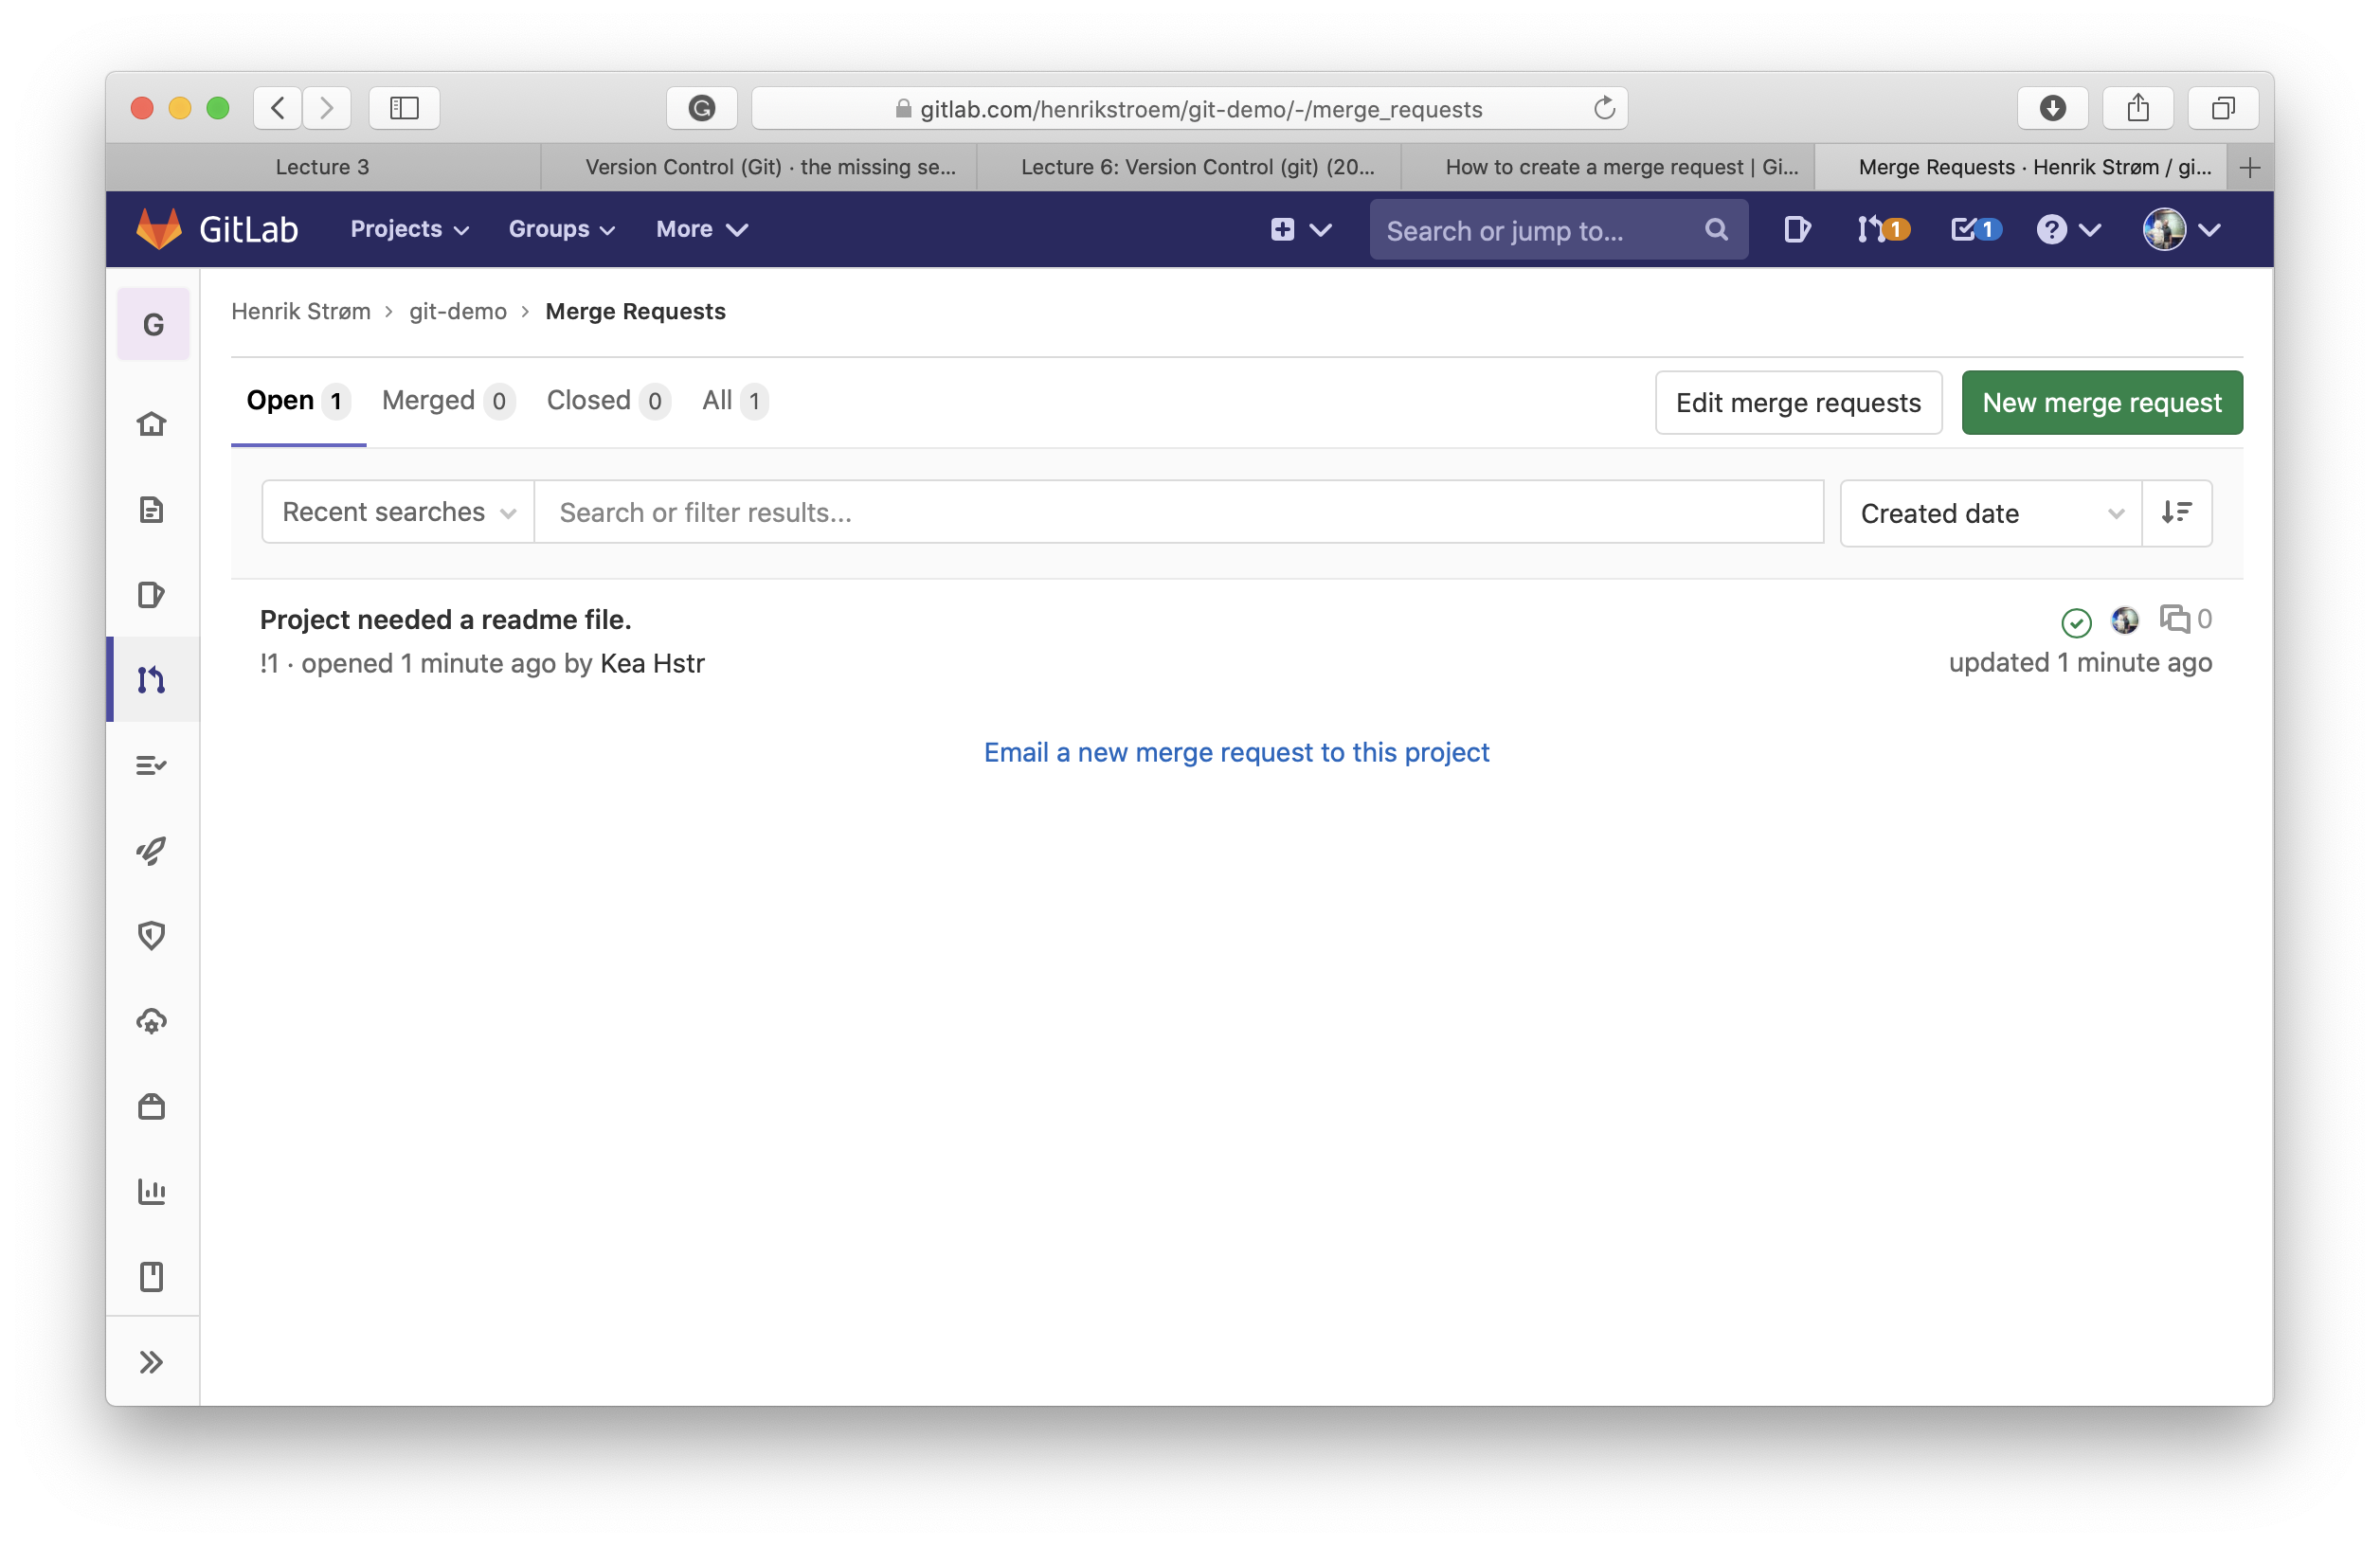 gitlab.com/henrikstroem/git-demo/-/merge_requests
Lecture 3
Version Control (Git) · the missing se...
Lecture 6: Version Control (git) (20...
How to create a merge request | Gi...
Merge Requests · Henrik Strøm / gi...
GitLab
Projects
Groups
More
Search or jump to...
1
1
?
G
Henrik Strøm › git-demo › Merge Requests
Open 1
Merged 0
Closed 0
All 1
Edit merge requests
New merge request
Recent searches
Search or filter results...
Created date
Project needed a readme file.
0
!1 · opened 1 minute ago by Kea Hstr
updated 1 minute ago
Email a new merge request to this project